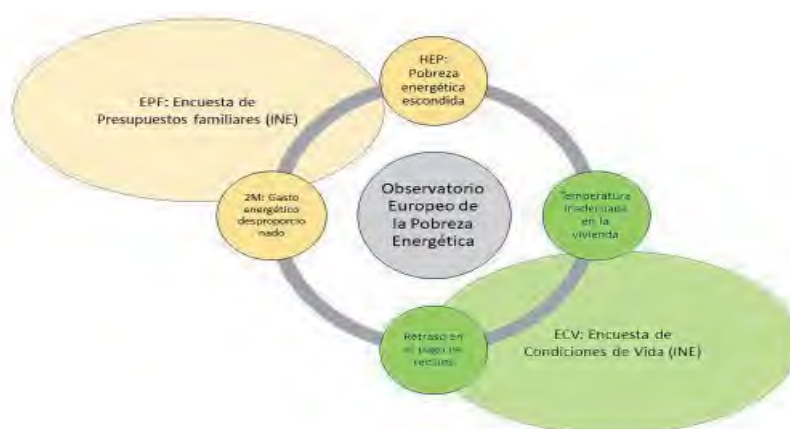 HEP:
Pobreza
energética
escondida
EPF: Encuesta de
Presupuestos familiares (INE)
2M: Gasto
energético
desproporcio
nado
Observatorio
Europeo de
la Pobreza
Energética
Temperatura
inadecuada
en la
vivienda
Retraso en
el pago de
recibos
ECV: Encuesta de
Condiciones de Vida (INE)